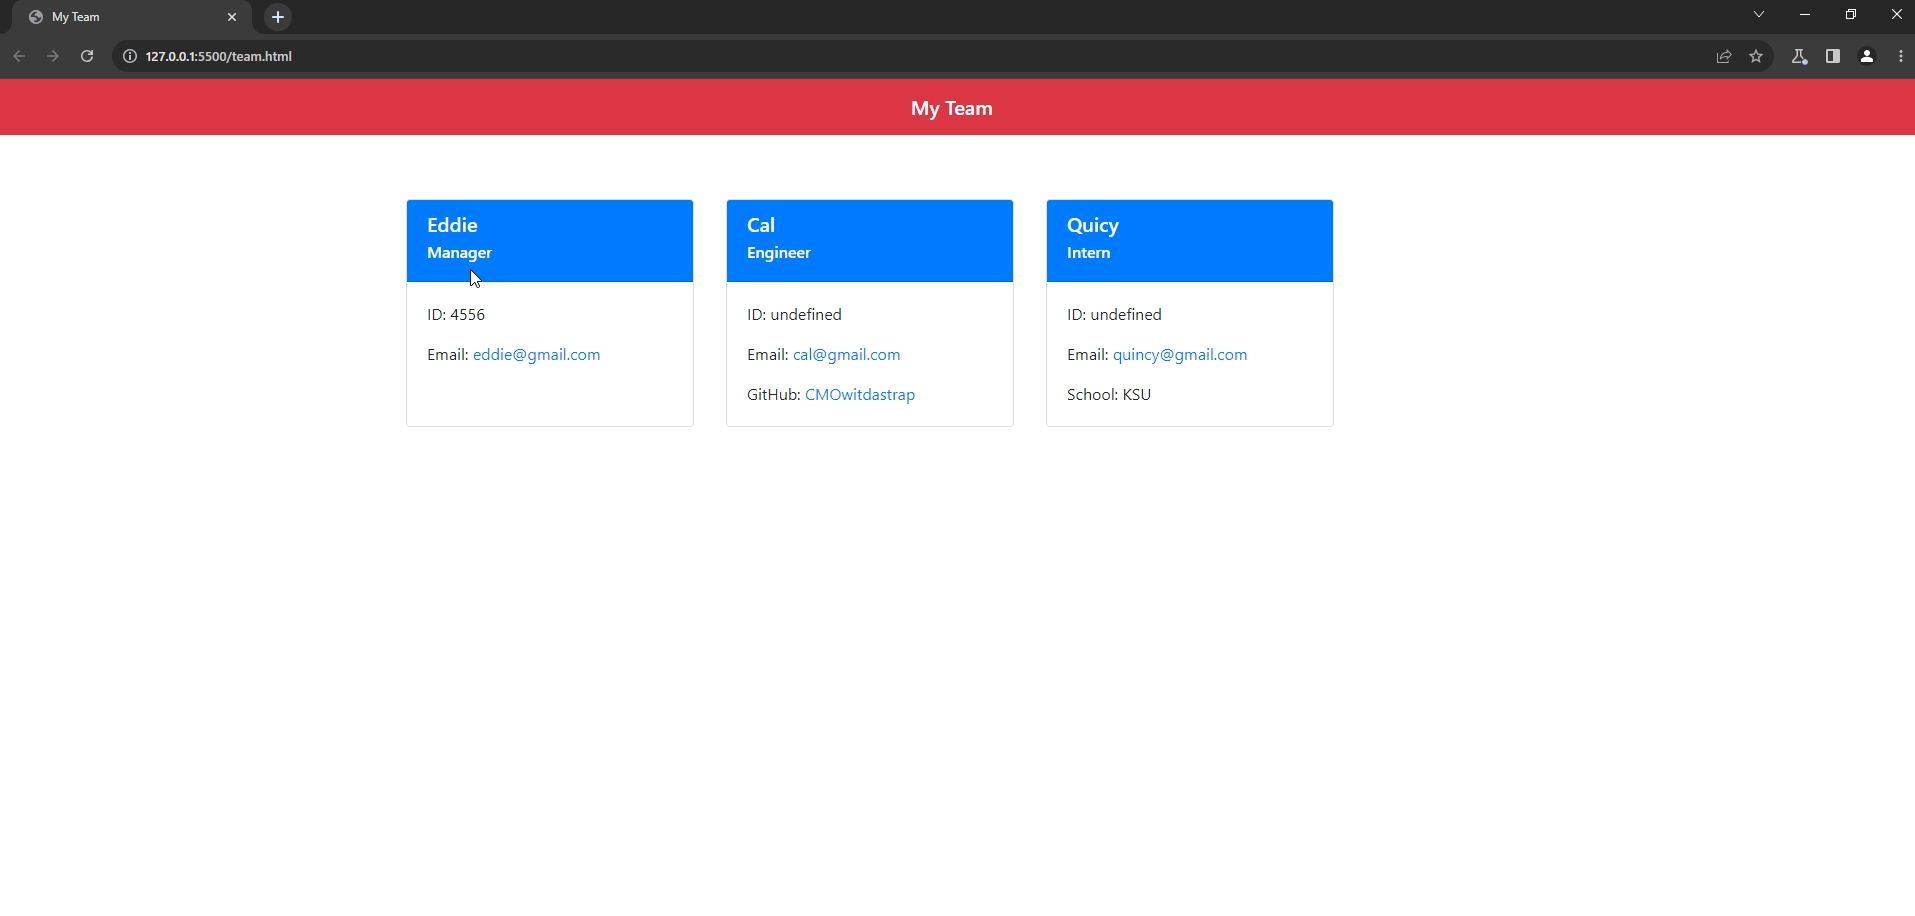 My Team
127.0.0.1:5500/team.html
My Team
Eddie
Manager
ID: 4556
Email: eddie@gmail.com
Cal
Engineer
ID: undefined
Email: cal@gmail.com
GitHub: CMOwitdastrap
Quicy
Intern
ID: undefined
Email: quincy@gmail.com
School: KSU